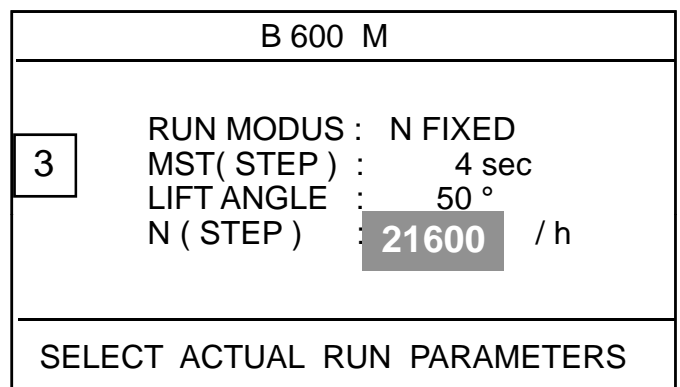 B 600 M
3
RUN MODUS : N FIXED
MST( STEP ) : 4 sec
LIFT ANGLE : 50 °
N ( STEP ) : 21600 / h
SELECT ACTUAL RUN PARAMETERS